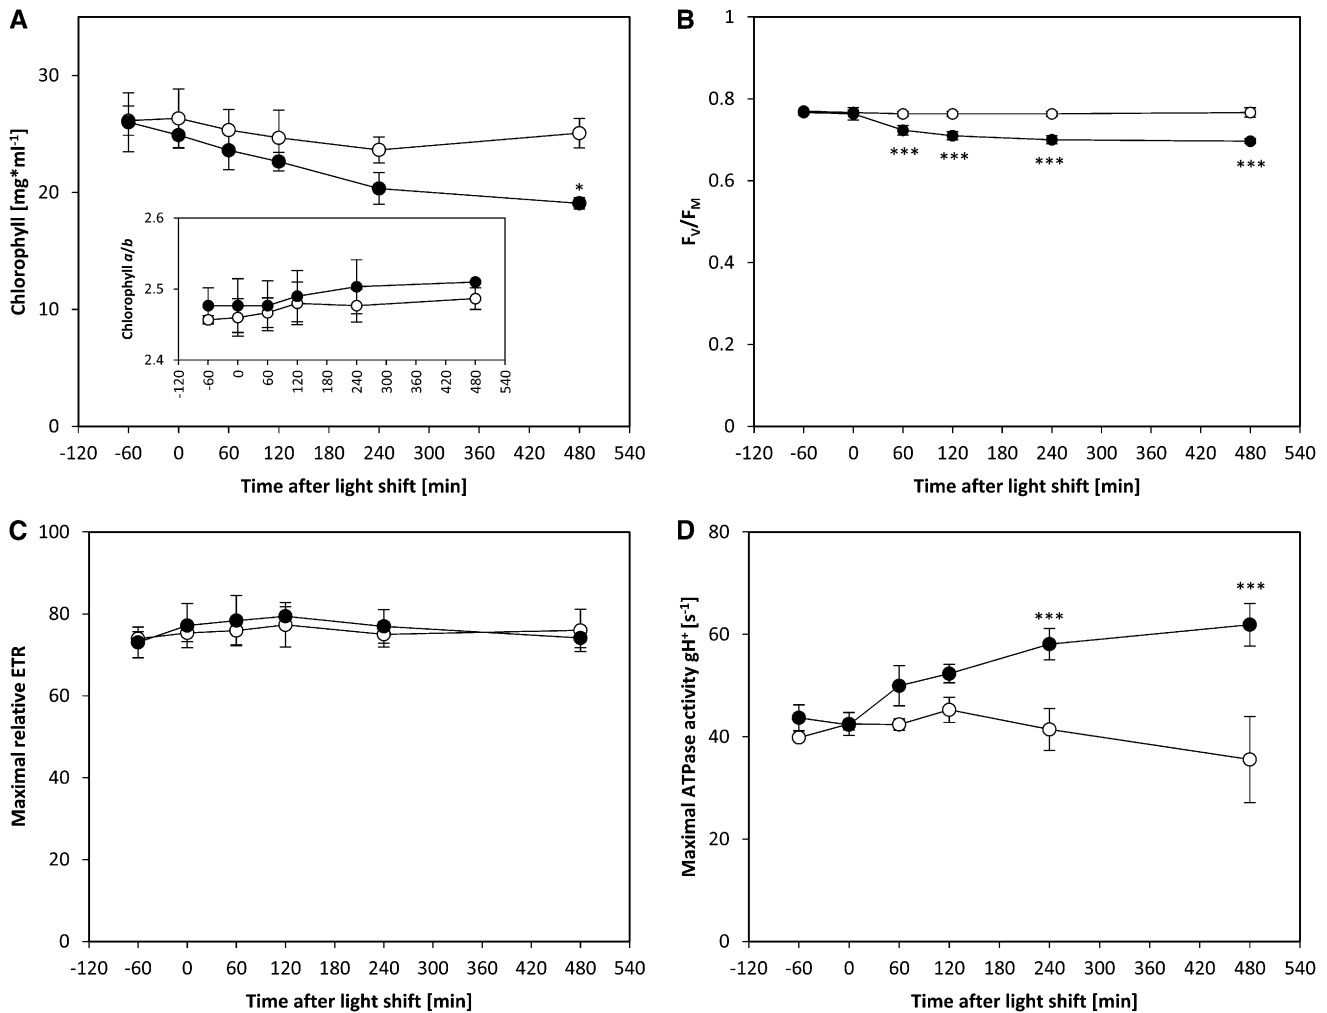 A
Chlorophyll [mg*ml-1]
30
20
10
0
*
Chlorophyll a/b
2.6
2.5
2.4
-120 -60 0 60 120 180 240 300 360 420 480 540
-120 -60 0 60 120 180 240 300 360 420 480 540
Time after light shift [min]
B
FV/FM
1
0.8
0.6
0.4
0.2
0
*** *** *** ***
-120 -60 0 60 120 180 240 300 360 420 480 540
Time after light shift [min]
C
Maximal relative ETR
100
80
60
40
20
0
-120 -60 0 60 120 180 240 300 360 420 480 540
Time after light shift [min]
D
Maximal ATPase activity gH+ [s-1]
80
60
40
20
0
*** ***
-120 -60 0 60 120 180 240 300 360 420 480 540
Time after light shift [min]